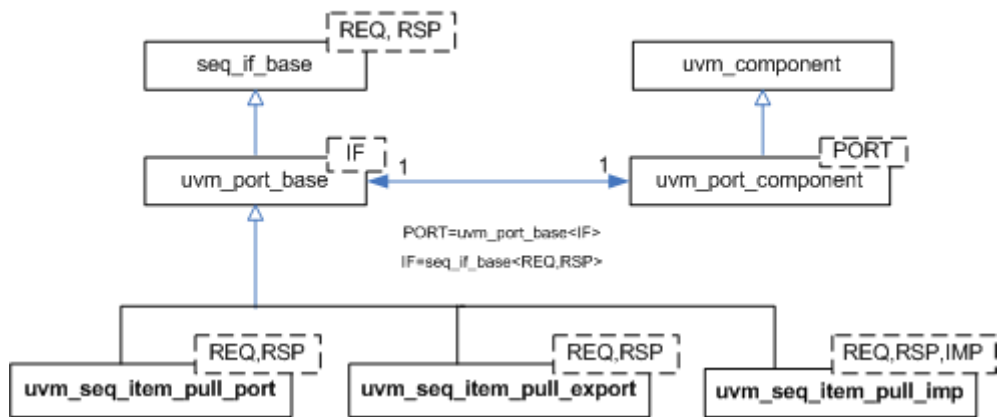 REQ, RSP
seq_if_base
uvm_component
IF
PORT
uvm_port_base
1
1
uvm_port_component
PORT=uvm_port_base<IF>
IF=seq_if_base<REQ,RSP>
REQ,RSP
REQ,RSP
REQ,RSP,IMP
uvm_seq_item_pull_port
uvm_seq_item_pull_export
uvm_seq_item_pull_imp